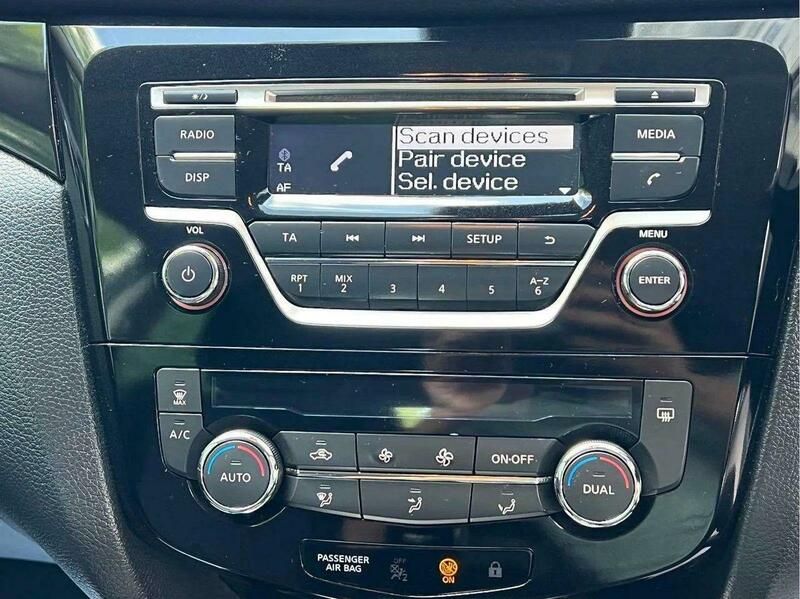 RADIO
DISP
TA
AF
Scan devices
Pair device
Sel. device
MEDIA
VOL
TA
SETUP
MENU
RPT
1
MIX
2
3
4
5
A–Z
6
ENTER
MAX
A/C
AUTO
ON·OFF
DUAL
PASSENGER
AIR BAG
OFF
2
ON